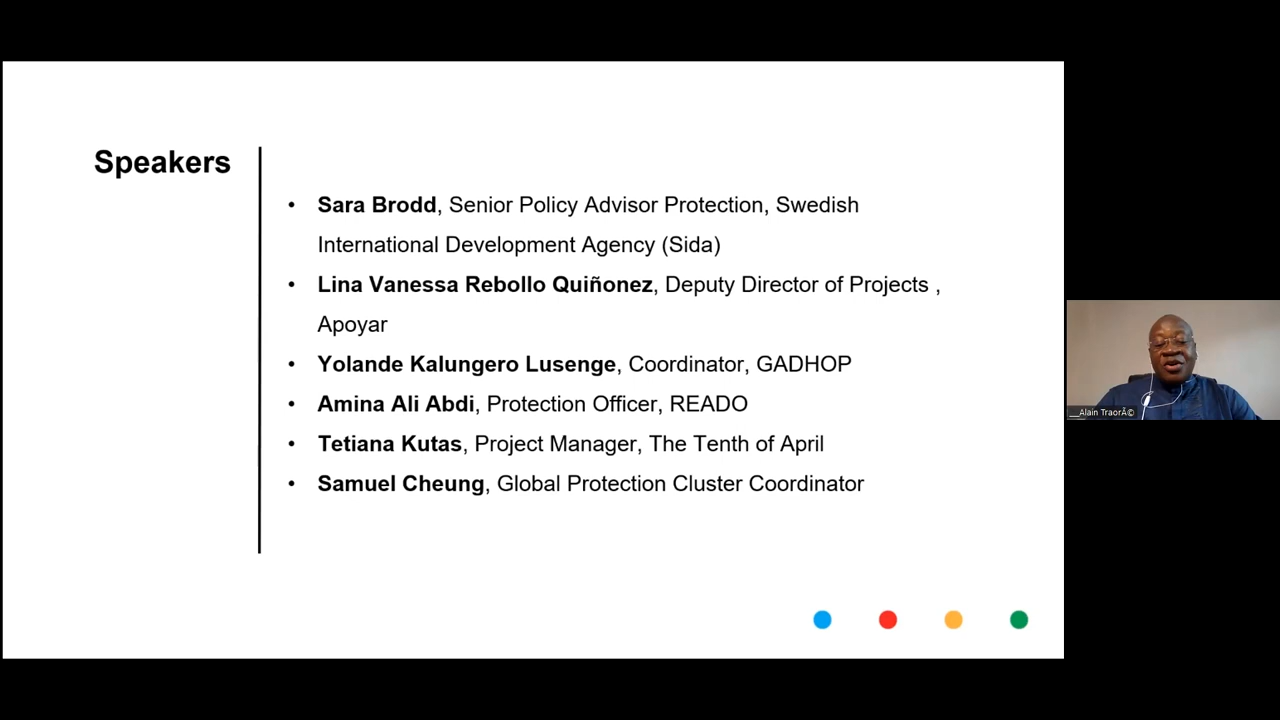 Speakers
• Sara Brodd, Senior Policy Advisor Protection, Swedish
International Development Agency (Sida)
• Lina Vanessa Rebollo Quiñonez, Deputy Director of Projects ,
Apoyar
• Yolande Kalungero Lusenge, Coordinator, GADHOP
• Amina Ali Abdi, Protection Officer, READO
• Tetiana Kutas, Project Manager, The Tenth of April
• Samuel Cheung, Global Protection Cluster Coordinator
__Alain TraorÃ©